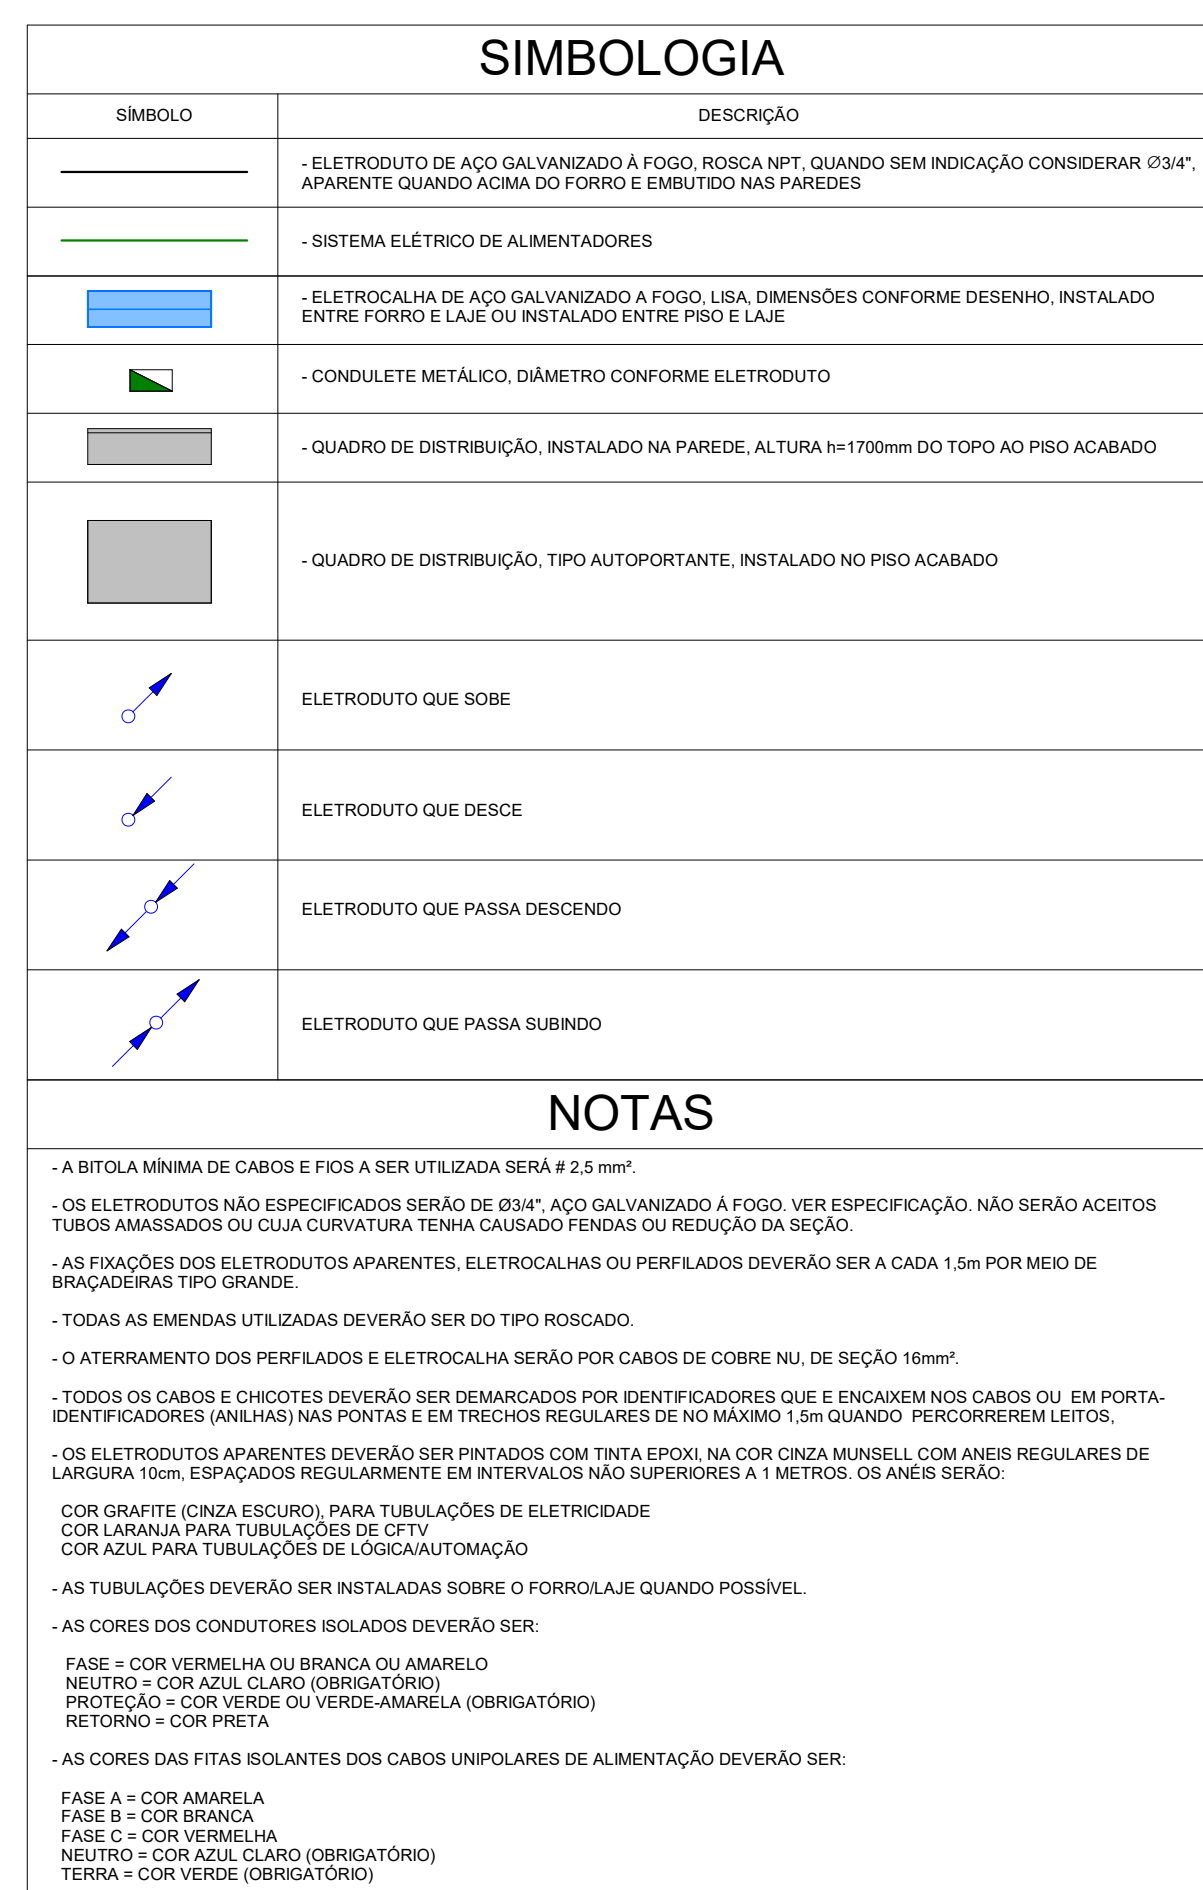 SIMBOLOGIA
SÍMBOLO
DESCRIÇÃO
- ELETRODUTO DE AÇO GALVANIZADO À FOGO, ROSCA NPT, QUANDO SEM INDICAÇÃO CONSIDERAR ∅3/4",
APARENTE QUANDO ACIMA DO FORRO E EMBUTIDO NAS PAREDES
- SISTEMA ELÉTRICO DE ALIMENTADORES
- ELETROCALHA DE AÇO GALVANIZADO A FOGO, LISA, DIMENSÕES CONFORME DESENHO, INSTALADO
ENTRE FORRO E LAJE OU INSTALADO ENTRE PISO E LAJE
- CONDULETE METÁLICO, DIÂMETRO CONFORME ELETRODUTO
- QUADRO DE DISTRIBUIÇÃO, INSTALADO NA PAREDE, ALTURA h=1700mm DO TOPO AO PISO ACABADO
- QUADRO DE DISTRIBUIÇÃO, TIPO AUTOPORTANTE, INSTALADO NO PISO ACABADO
ELETRODUTO QUE SOBE
ELETRODUTO QUE DESCE
ELETRODUTO QUE PASSA DESCENDO
ELETRODUTO QUE PASSA SUBINDO
NOTAS
- A BITOLA MÍNIMA DE CABOS E FIOS A SER UTILIZADA SERÁ # 2,5 mm².
- OS ELETRODUTOS NÃO ESPECIFICADOS SERÃO DE Ø3/4", AÇO GALVANIZADO Á FOGO. VER ESPECIFICAÇÃO. NÃO SERÃO ACEITOS
TUBOS AMASSADOS OU CUJA CURVATURA TENHA CAUSADO FENDAS OU REDUÇÃO DA SEÇÃO.
- AS FIXAÇÕES DOS ELETRODUTOS APARENTES, ELETROCALHAS OU PERFILADOS DEVERÃO SER A CADA 1,5m POR MEIO DE
BRAÇADEIRAS TIPO GRANDE.
- TODAS AS EMENDAS UTILIZADAS DEVERÃO SER DO TIPO ROSCADO.
- O ATERRAMENTO DOS PERFILADOS E ELETROCALHA SERÃO POR CABOS DE COBRE NU, DE SEÇÃO 16mm².
- TODOS OS CABOS E CHICOTES DEVERÃO SER DEMARCADOS POR IDENTIFICADORES QUE E ENCAIXEM NOS CABOS OU EM PORTA-
IDENTIFICADORES (ANILHAS) NAS PONTAS E EM TRECHOS REGULARES DE NO MÁXIMO 1,5m QUANDO PERCORREREM LEITOS,
- OS ELETRODUTOS APARENTES DEVERÃO SER PINTADOS COM TINTA EPOXI, NA COR CINZA MUNSELL COM ANEIS REGULARES DE
LARGURA 10cm, ESPAÇADOS REGULARMENTE EM INTERVALOS NÃO SUPERIORES A 1 METROS. OS ANÉIS SERÃO:
COR GRAFITE (CINZA ESCURO), PARA TUBULAÇÕES DE ELETRICIDADE
COR LARANJA PARA TUBULAÇÕES DE CFTV
COR AZUL PARA TUBULAÇÕES DE LÓGICA/AUTOMAÇÃO
- AS TUBULAÇÕES DEVERÃO SER INSTALADAS SOBRE O FORRO/LAJE QUANDO POSSÍVEL.
- AS CORES DOS CONDUTORES ISOLADOS DEVERÃO SER:
FASE = COR VERMELHA OU BRANCA OU AMARELO
NEUTRO = COR AZUL CLARO (OBRIGATÓRIO)
PROTEÇÃO = COR VERDE OU VERDE-AMARELA (OBRIGATÓRIO)
RETORNO = COR PRETA
- AS CORES DAS FITAS ISOLANTES DOS CABOS UNIPOLARES DE ALIMENTAÇÃO DEVERÃO SER:
FASE A = COR AMARELA
FASE B = COR BRANCA
FASE C = COR VERMELHA
NEUTRO = COR AZUL CLARO (OBRIGATÓRIO)
TERRA = COR VERDE (OBRIGATÓRIO)